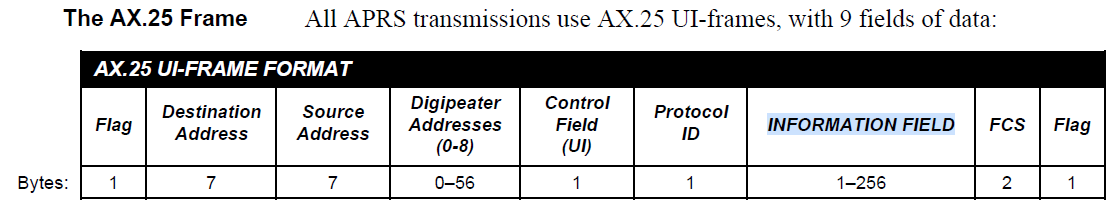 The AX.25 Frame All APRS transmissions use AX.25 UI-frames, with 9 fields of data:
AX.25 UI-FRAME FORMAT
Flag
Destination
Address
Source
Address
Digipeater
Addresses
(0-8)
Control
Field
(UI)
Protocol
ID
INFORMATION FIELD
FCS
Flag
Bytes: 1 7 7 0–56 1 1 1–256 2 1